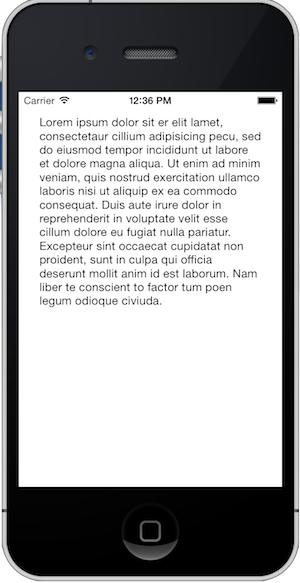 Carrier 12:36 PM
Lorem ipsum dolor sit er elit lamet,
consectetaur cillium adipisicing pecu, sed
do eiusmod tempor incididunt ut labore
et dolore magna aliqua. Ut enim ad minim
veniam, quis nostrud exercitation ullamco
laboris nisi ut aliquip ex ea commodo
consequat. Duis aute irure dolor in
reprehenderit in voluptate velit esse
cillum dolore eu fugiat nulla pariatur.
Excepteur sint occaecat cupidatat non
proident, sunt in culpa qui officia
deserunt mollit anim id est laborum. Nam
liber te conscient to factor tum poen
legum odioque civiuda.